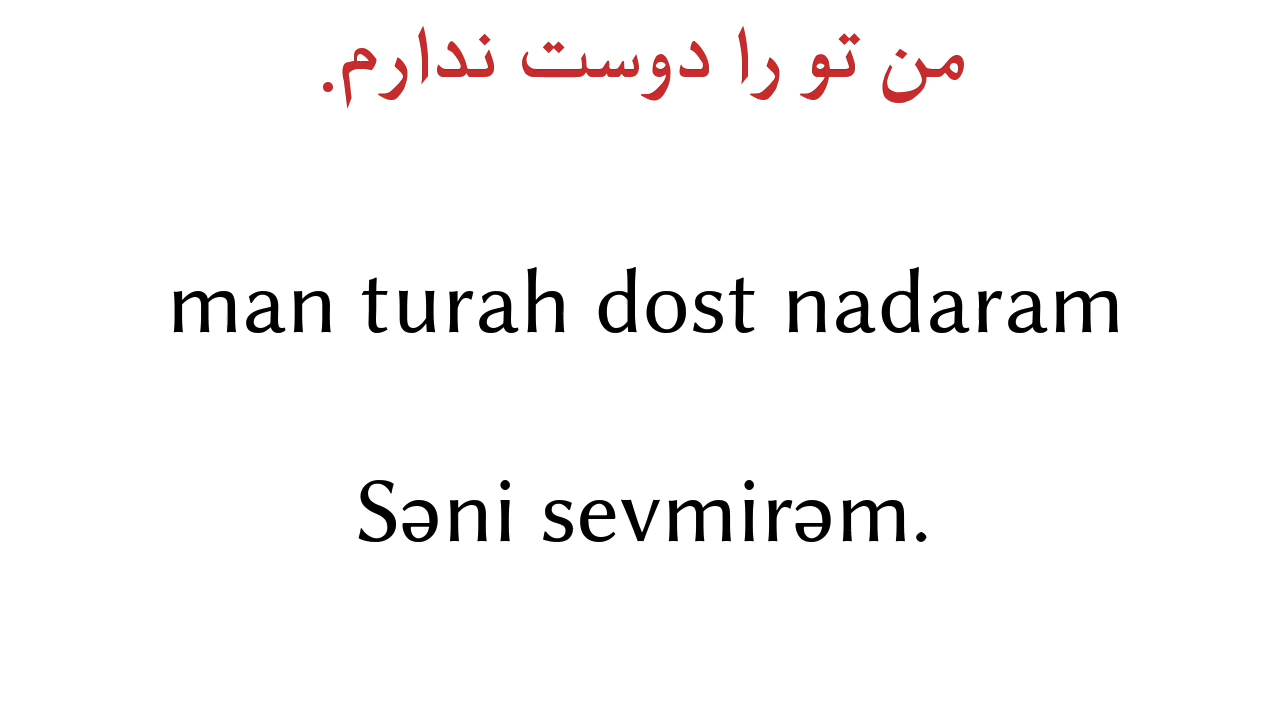 من تو را دوست ندارم.
man turah dost nadaram
Səni sevmirəm.